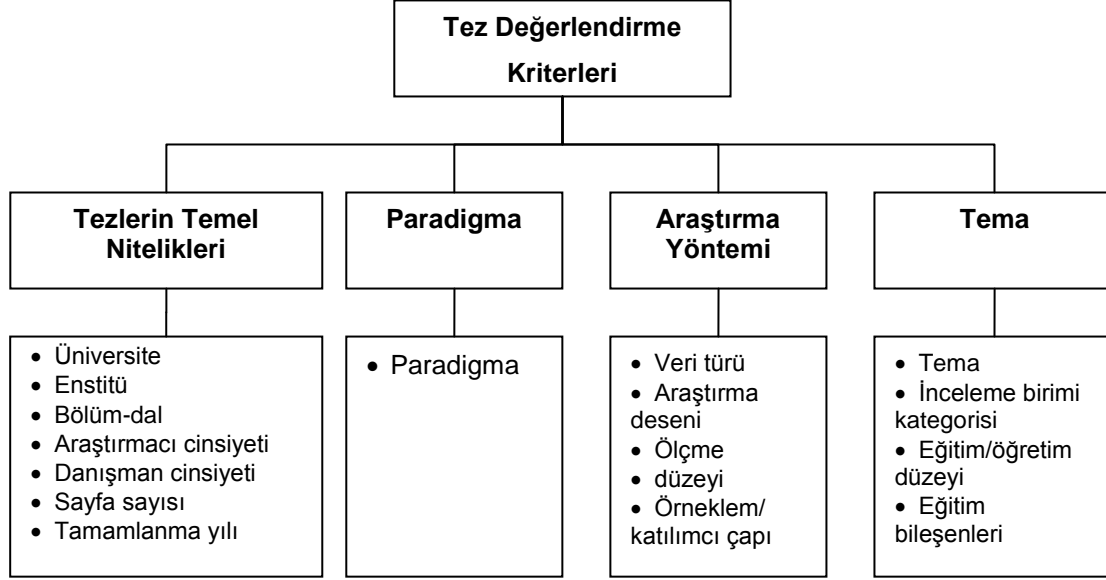 Tez Değerlendirme
Kriterleri
Tezlerin Temel
Nitelikleri
Paradigma
Araştırma
Yöntemi
Tema
• Üniversite
• Enstitü
• Bölüm-dal
• Araştırmacı cinsiyeti
• Danışman cinsiyeti
• Sayfa sayısı
• Tamamlanma yılı
• Paradigma
• Veri türü
• Araştırma
deseni
• Ölçme
• düzeyi
• Örneklem/
katılımcı çapı
• Tema
• İnceleme birimi
kategorisi
• Eğitim/öğretim
düzeyi
• Eğitim
bileşenleri